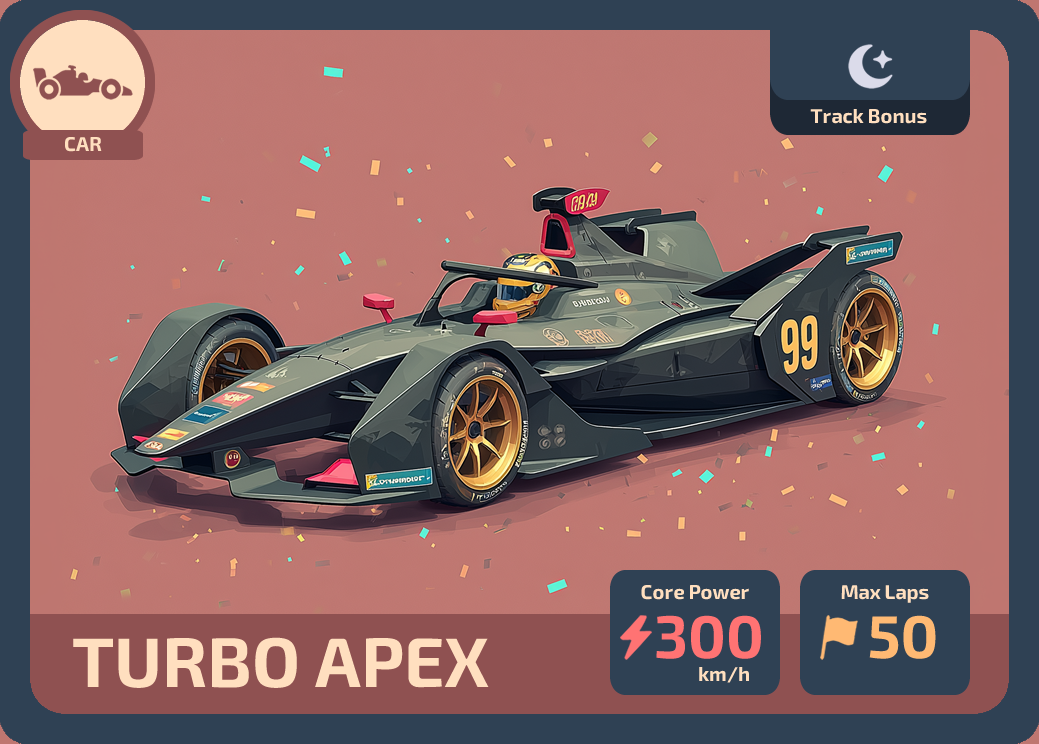 CAR
Track Bonus
99
Core Power
300
km/h
Max Laps
50
TURBO APEX